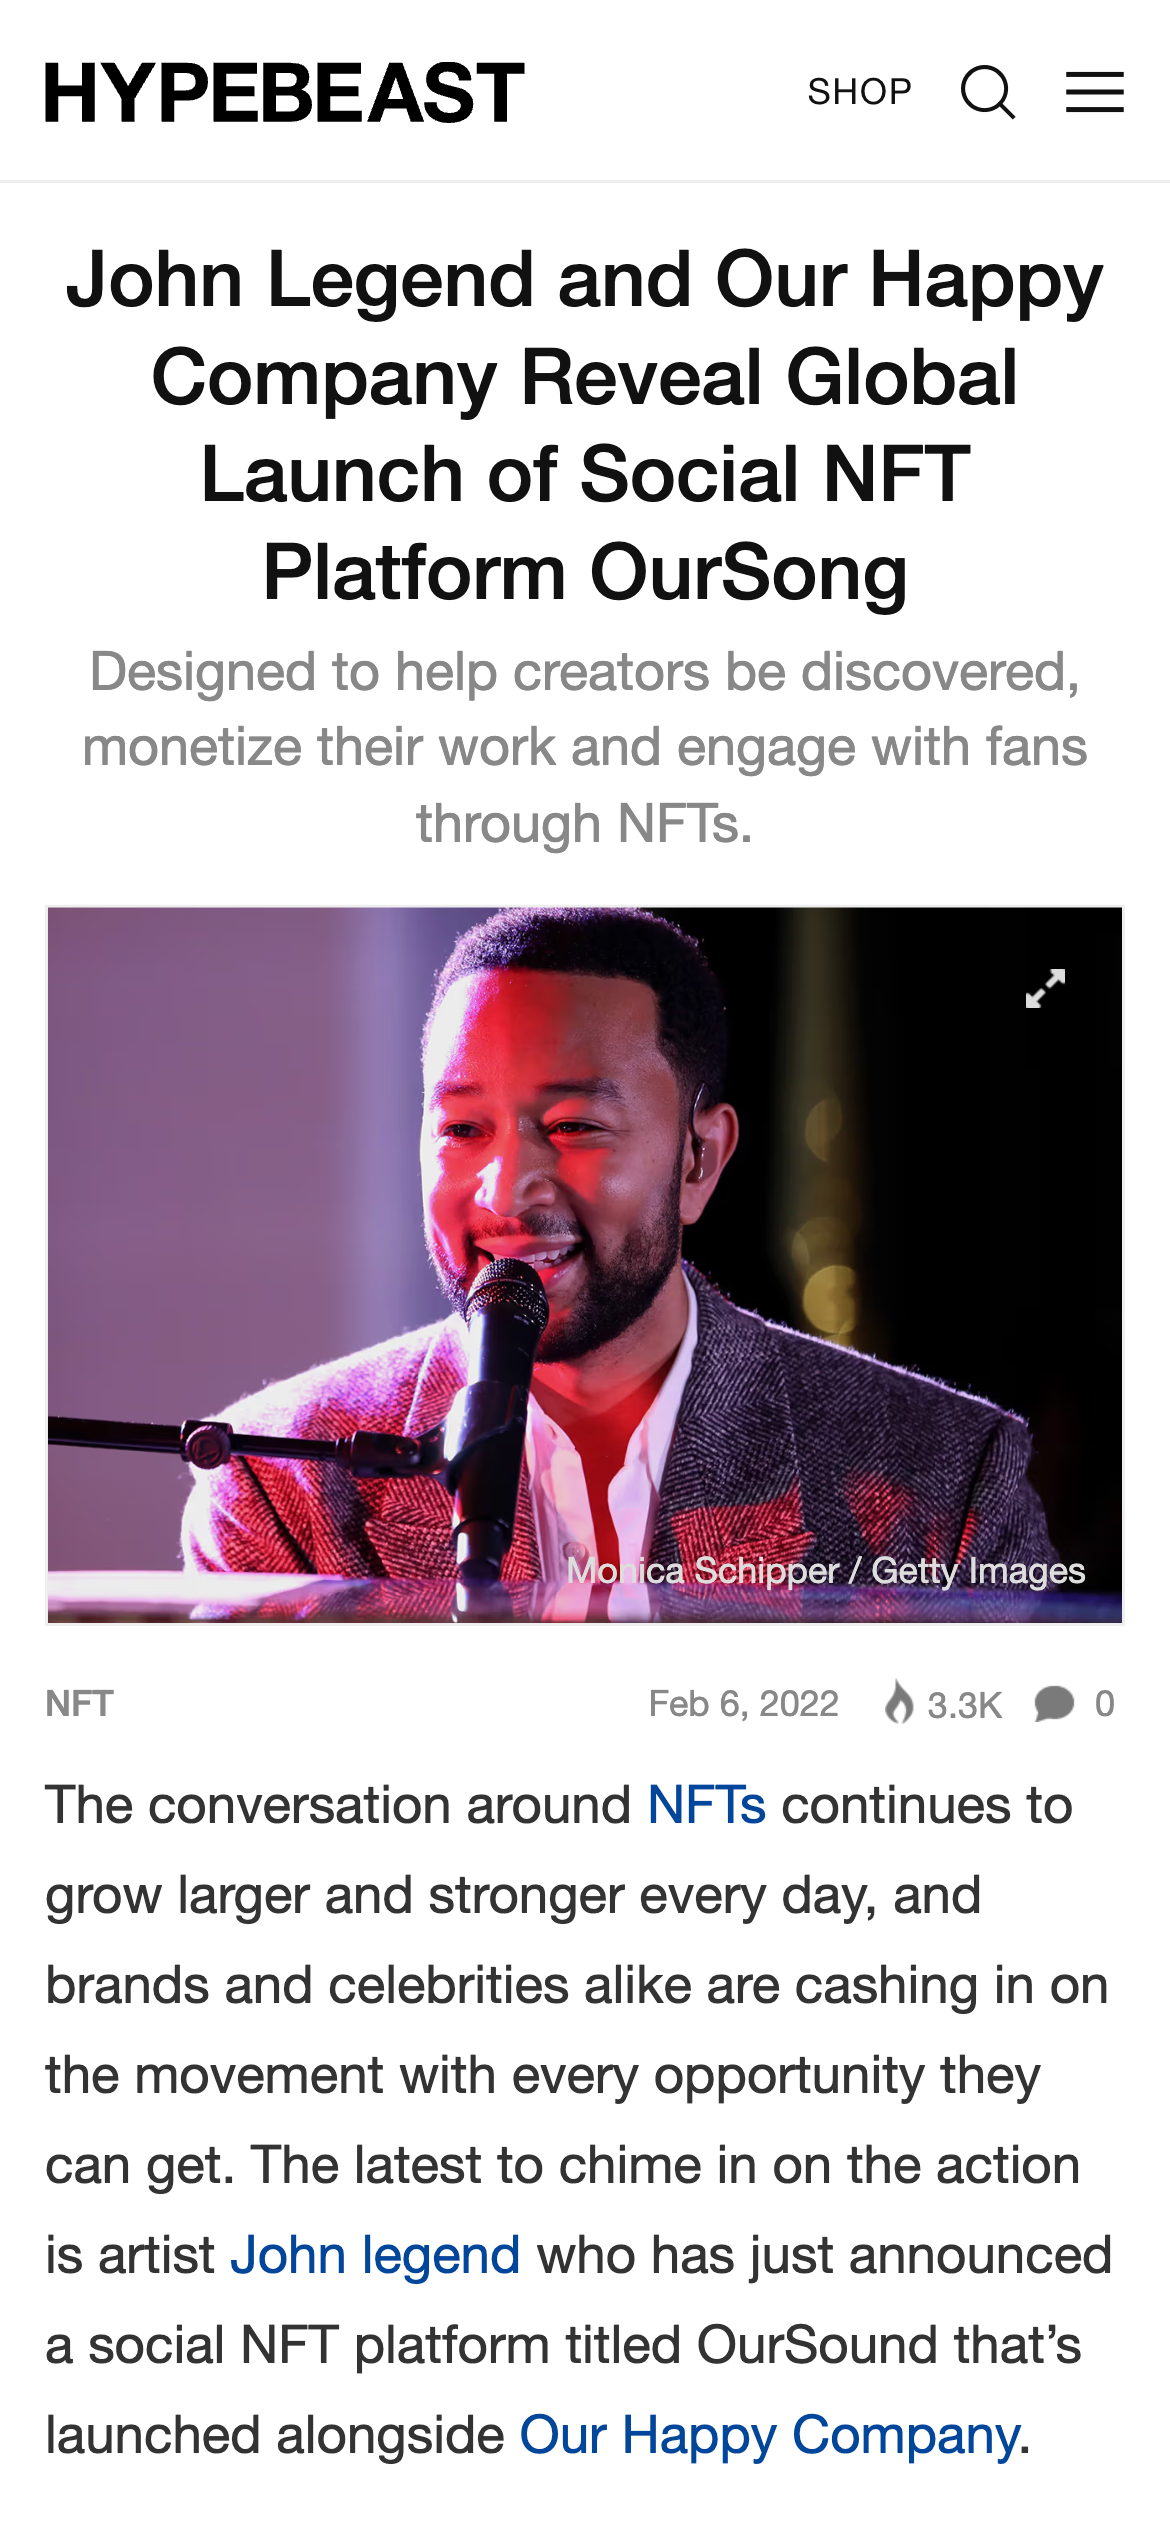 HYPEBEAST
SHOP
John Legend and Our Happy
Company Reveal Global
Launch of Social NFT
Platform OurSong
Designed to help creators be discovered,
monetize their work and engage with fans
through NFTs.
Monica Schipper / Getty Images
NFT
Feb 6, 2022
3.3K
0
The conversation around NFTs continues to
grow larger and stronger every day, and
brands and celebrities alike are cashing in on
the movement with every opportunity they
can get. The latest to chime in on the action
is artist John legend who has just announced
a social NFT platform titled OurSound that’s
launched alongside Our Happy Company.